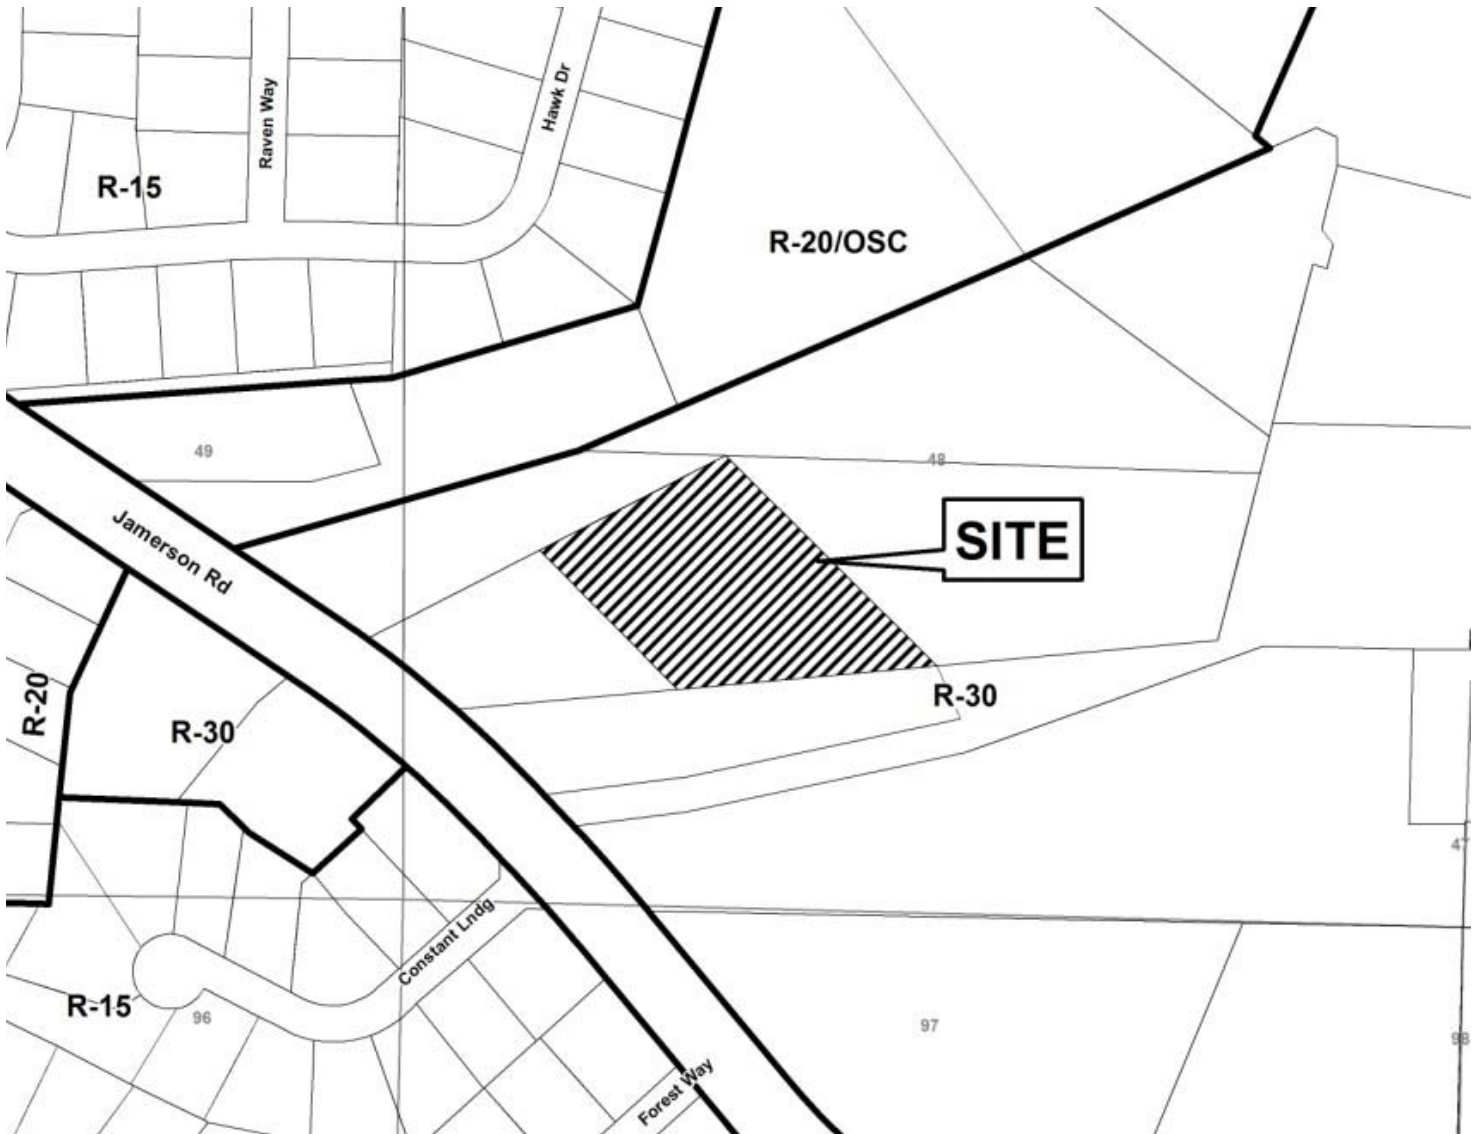 Raven Way
Hawk Dr
R-15
R-20/OSC
49
48
Jamerson Rd
SITE
R-20
R-30
R-30
47
Constant Lndg
R-15
96
97
98
Forest Way